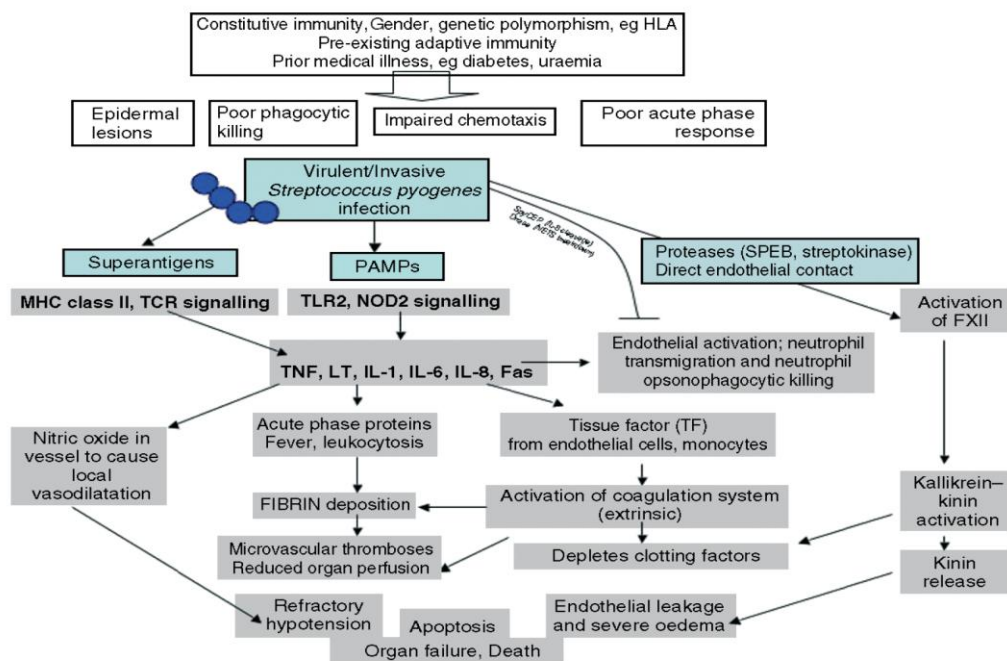 Constitutive immunity, Gender, genetic polymorphism, eg HLA
Pre-existing adaptive immunity
Prior medical illness, eg diabetes, uraemia
Epidermal
lesions
Poor phagocytic
killing
Impaired chemotaxis
Poor acute phase
response
Virulent/Invasive
Streptococcus pyogenes
infection
SpyCEP (IL-8 cleavage)
Superantigens
PAMPs
Proteases (SPEB, streptokinase)
Direct endothelial contact
MHC class II, TCR signalling
TLR2, NOD2 signalling
Activation
of FXII
Endothelial activation; neutrophil
transmigration and neutrophil
opsonophagocytic killing
TNF, LT, IL-1, IL-6, IL-8, Fas
Nitric oxide in
vessel to cause
local
vasodilatation
Acute phase proteins
Fever, leukocytosis
Tissue factor (TF)
from endothelial cells, monocytes
FIBRIN deposition
Activation of coagulation system
(extrinsic)
Kallikrein–
kinin
activation
Microvascular thromboses
Reduced organ perfusion
Depletes clotting factors
Kinin
release
Refractory
hypotension
Apoptosis
Endothelial leakage
and severe oedema
Organ failure, Death